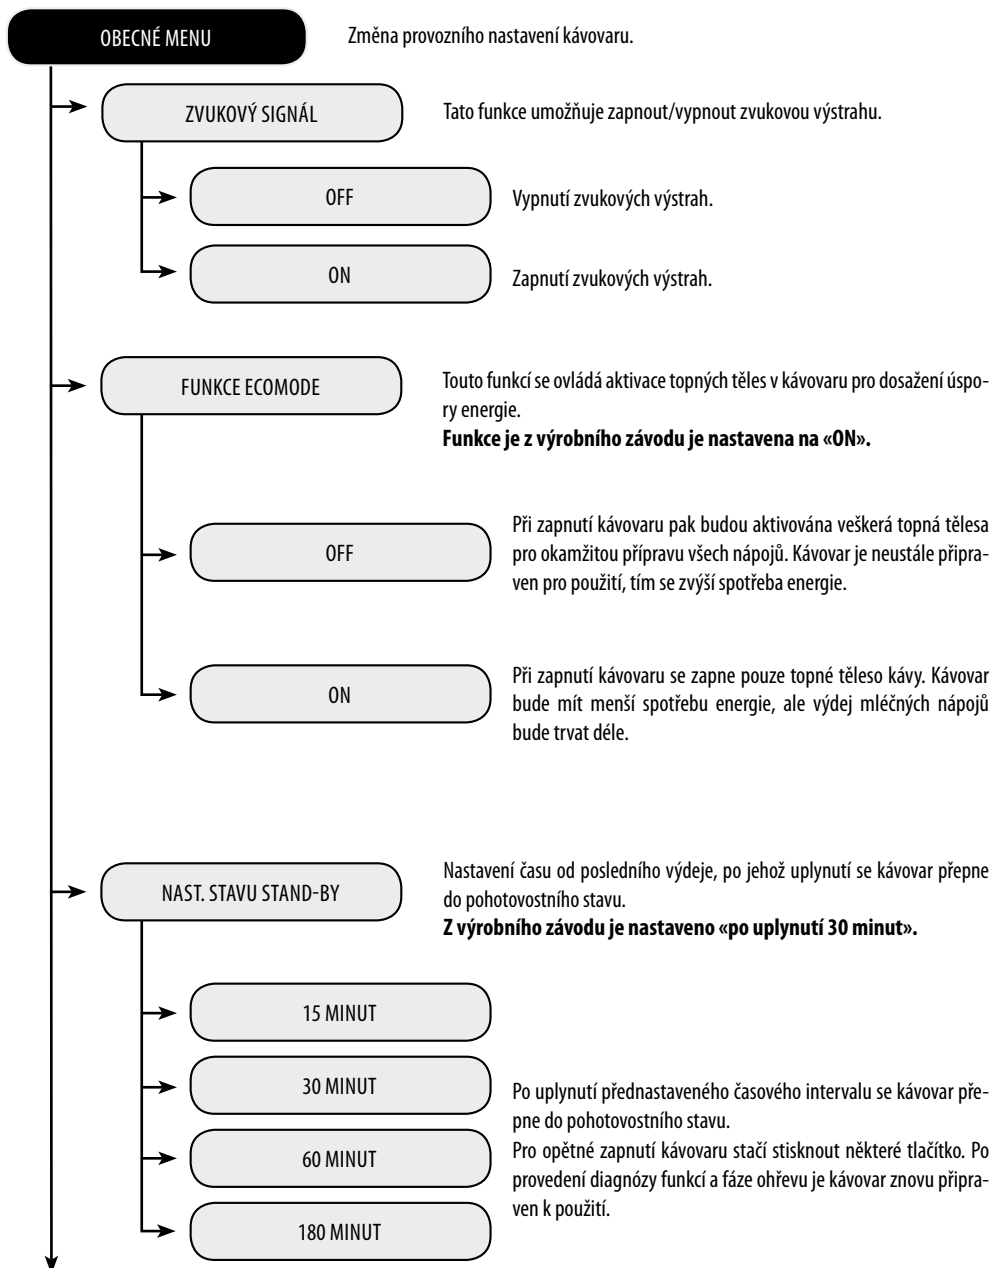 OBECNÉ MENU
Změna provozního nastavení kávovaru.
ZVUKOVÝ SIGNÁL
Tato funkce umožňuje zapnout/vypnout zvukovou výstrahu.
OFF
Vypnutí zvukových výstrah.
ON
Zapnutí zvukových výstrah.
FUNKCE ECOMODE
Touto funkcí se ovládá aktivace topných těles v kávovaru pro dosažení úspo-
ry energie.
Funkce je z výrobního závodu je nastavena na «ON».
OFF
Při zapnutí kávovaru pak budou aktivována veškerá topná tělesa
pro okamžitou přípravu všech nápojů. Kávovar je neustále připra-
ven pro použití, tím se zvýší spotřeba energie.
ON
Při zapnutí kávovaru se zapne pouze topné těleso kávy. Kávovar
bude mít menší spotřebu energie, ale výdej mléčných nápojů
bude trvat déle.
NAST. STAVU STAND-BY
Nastavení času od posledního výdeje, po jehož uplynutí se kávovar přepne
do pohotovostního stavu.
Z výrobního závodu je nastaveno «po uplynutí 30 minut».
15 MINUT
30 MINUT
60 MINUT
180 MINUT
Po uplynutí přednastaveného časového intervalu se kávovar pře-
pne do pohotovostního stavu.
Pro opětné zapnutí kávovaru stačí stisknout některé tlačítko. Po
provedení diagnózy funkcí a fáze ohřevu je kávovar znovu připra-
ven k použití.